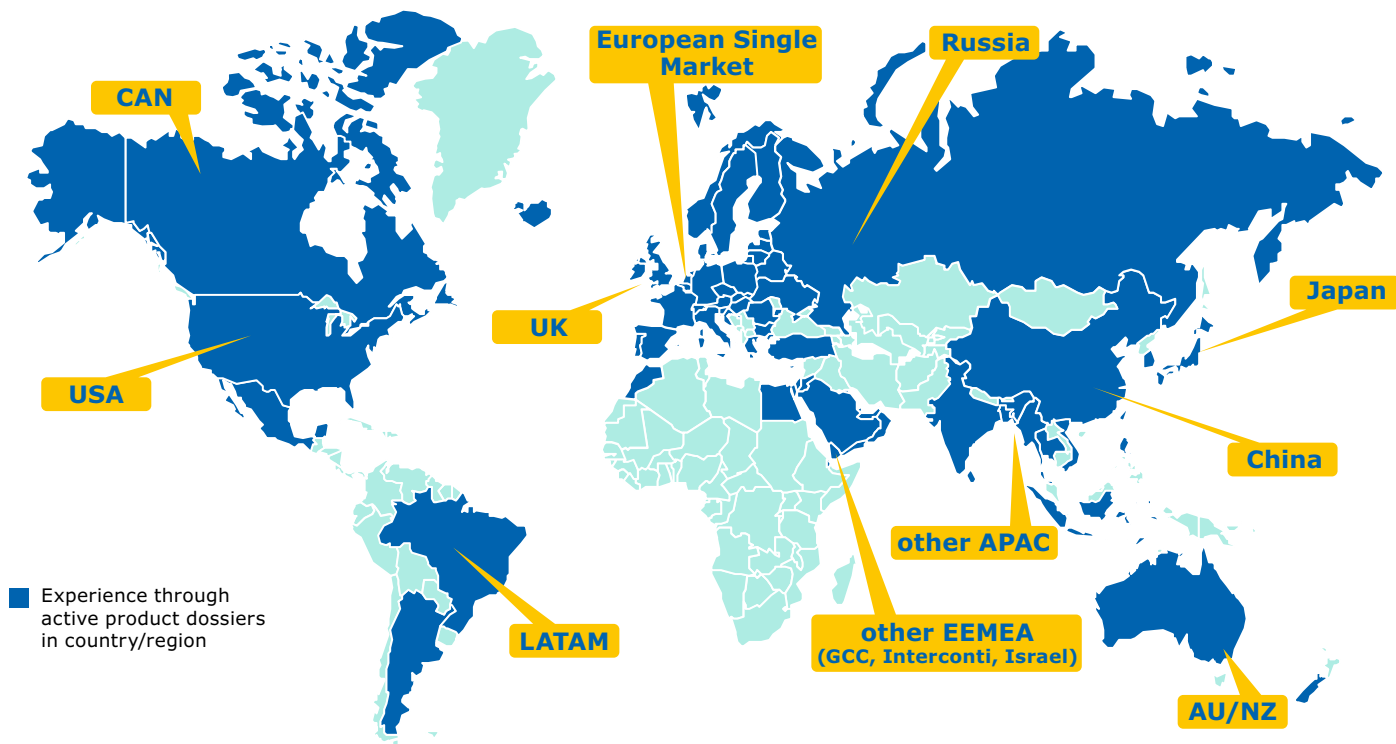 European Single
Market
Russia
CAN
Japan
UK
USA
China
other APAC
Experience through
active product dossiers
in country/region
LATAM
other EEMEA
(GCC, Interconti, Israel)
AU/NZ